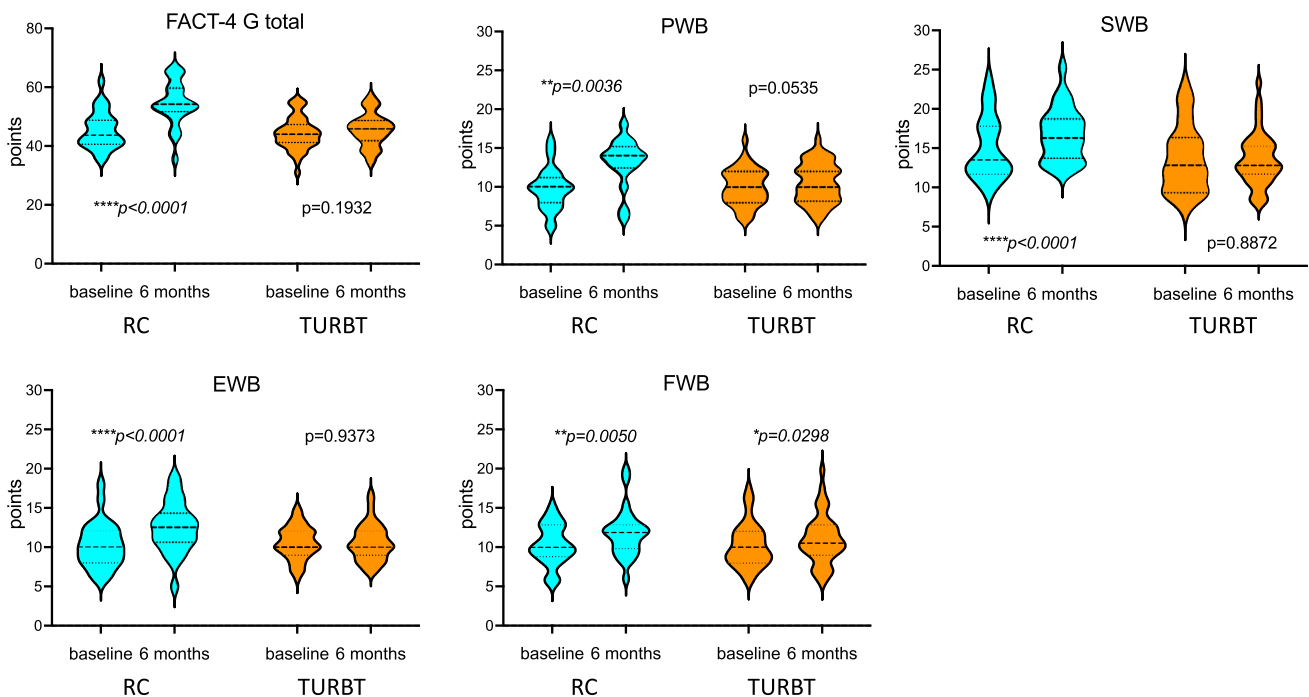 FACT-4 G total
80
60
40
20
0
points
****p<0.0001
p=0.1932
baseline 6 months
RC
TURBT
PWB
30
25
20
15
10
5
0
points
**p=0.0036
p=0.0535
baseline 6 months
baseline 6 months
RC
TURBT
SWB
30
25
20
15
10
5
0
points
****p<0.0001
p=0.8872
baseline 6 months
baseline 6 months
RC
TURBT
EWB
30
25
20
15
10
5
0
points
****p<0.0001
p=0.9373
baseline 6 months
baseline 6 months
RC
TURBT
FWB
30
25
20
15
10
5
0
points
**p=0.0050
*p=0.0298
baseline 6 months
baseline 6 months
RC
TURBT